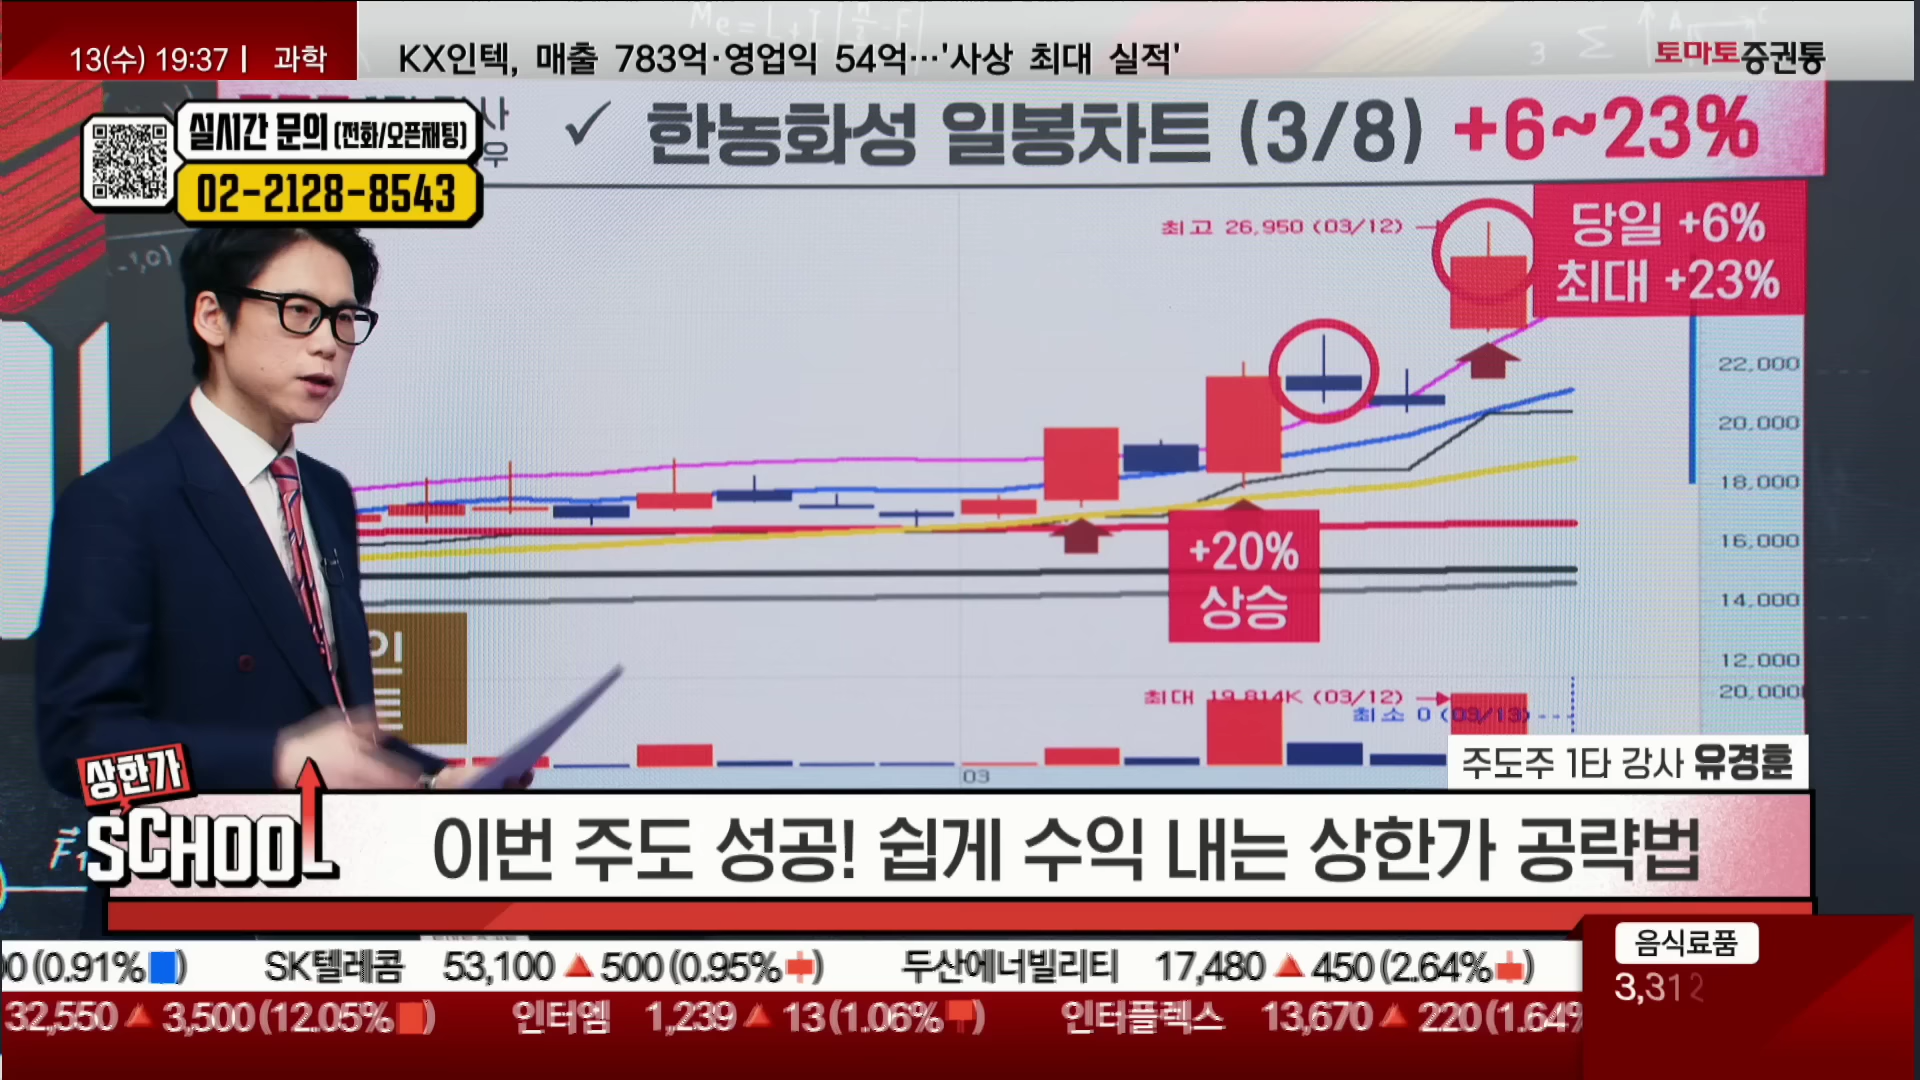 13(수) 19:37 | 과학
KX인텍, 매출 783억·영업익 54억…'사상 최대 실적'
토마토증권통
실시간 문의 (전화/오픈채팅)
02-2128-8543
✓ 한농화성 일봉차트 (3/8) +6~23%
최고 26,950 (03/12)
당일 +6%
최대 +23%
22,000
20,000
18,000
16,000
14,000
12,000
20,000
+20%
상승
최대 19,814K (03/12)
최소 0 (03/13)
03
주도주 1타 강사 유경훈
상한가
SCHOOL
이번 주도 성공! 쉽게 수익 내는 상한가 공략법
0 (0.91%) SK텔레콤 53,100 ▲ 500 (0.95%) 두산에너빌리티 17,480 ▲ 450 (2.64%)
32,550 ▲ 3,500 (12.05%) 인터엠 1,239 ▲ 13 (1.06%) 인터플렉스 13,670 ▲ 220 (1.64%
음식료품
3,312